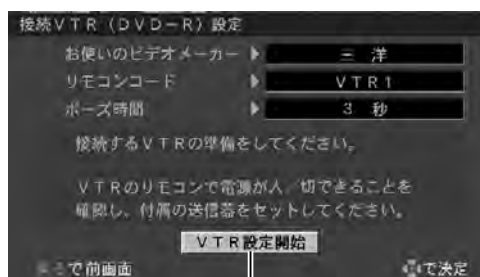 接続VTR(DVD-R)設定
お使いのビデオメーカー ▶ 三 洋
リモコンコード ▶ VTR1
ポーズ時間 ▶ 3 秒
接続するVTRの準備をしてください。
VTRのリモコンで電源が入/切できることを
確認し、付属の送信器をセットしてください。
VTR設定開始
で前画面
で決定